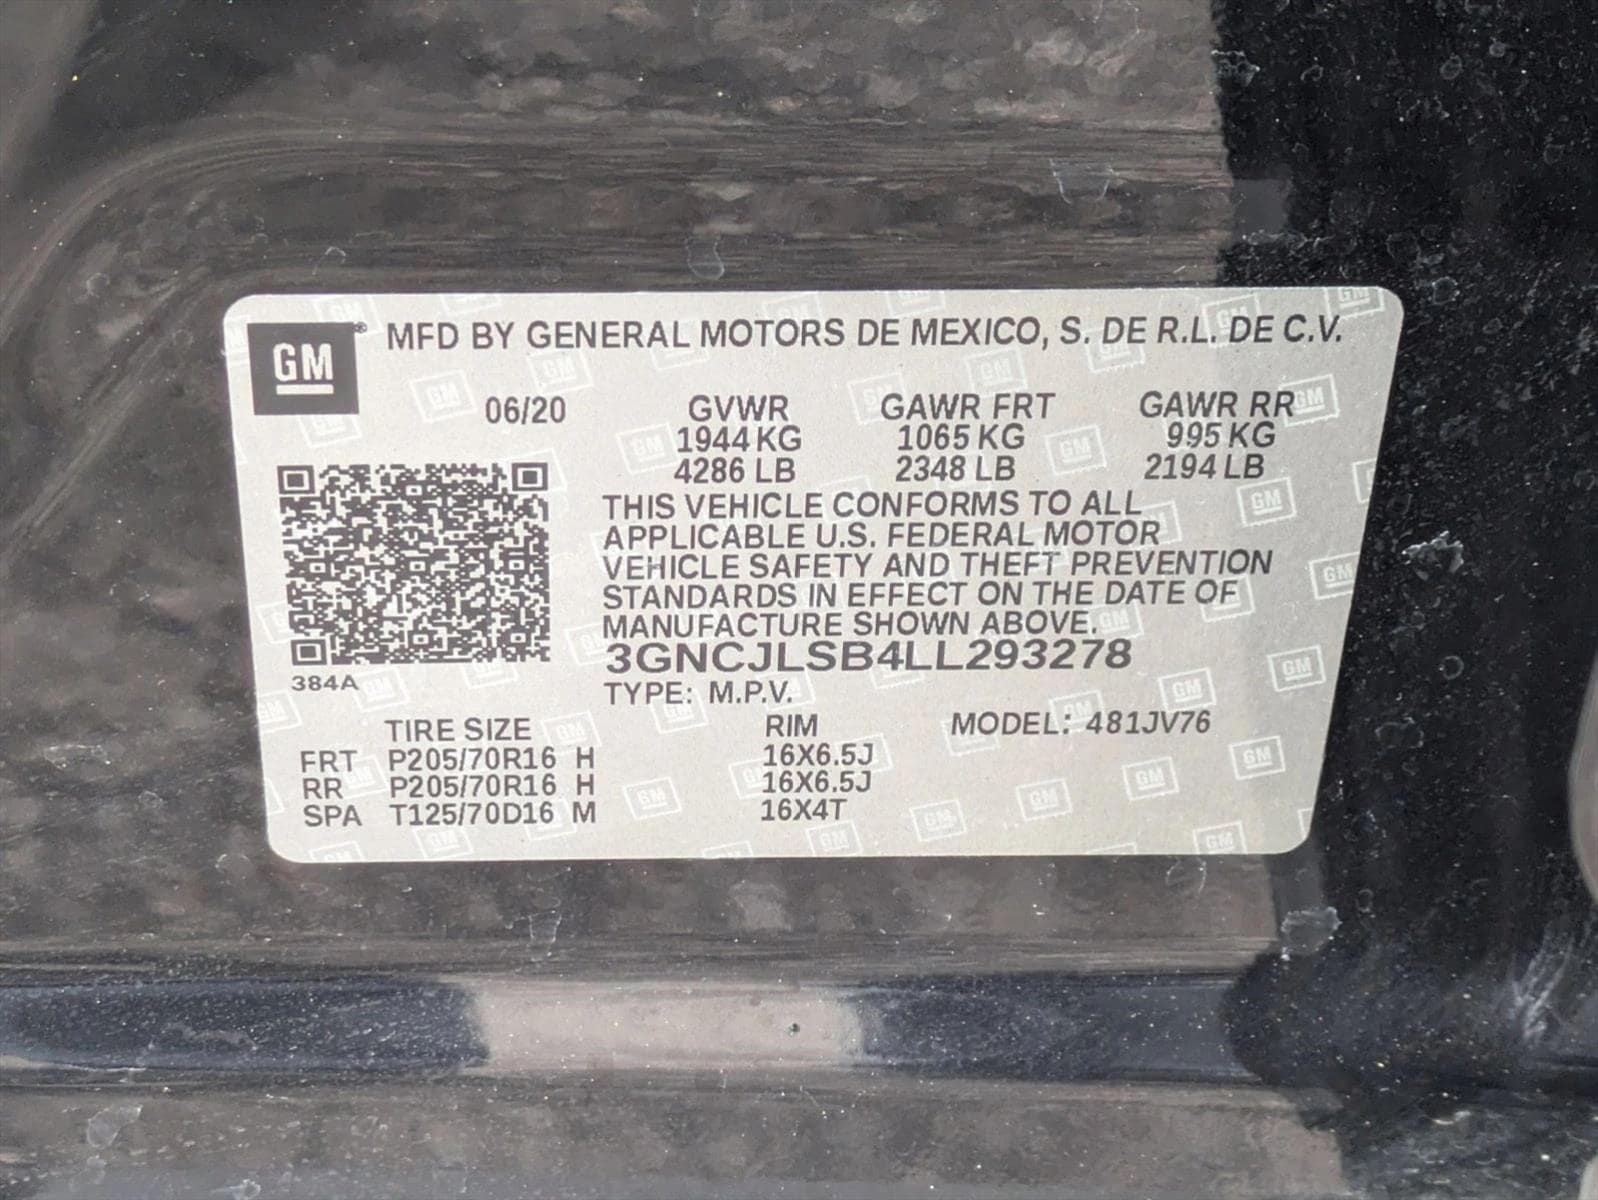 GM® MFD BY GENERAL MOTORS DE MEXICO, S. DE R.L. DE C.V.
06/20 GVWR GAWR FRT GAWR RR
1944 KG 1065 KG 995 KG
4286 LB 2348 LB 2194 LB
THIS VEHICLE CONFORMS TO ALL
APPLICABLE U.S. FEDERAL MOTOR
VEHICLE SAFETY AND THEFT PREVENTION
STANDARDS IN EFFECT ON THE DATE OF
MANUFACTURE SHOWN ABOVE.
3GNCJLSB4LL293278
384A TYPE: M.P.V.
TIRE SIZE RIM MODEL: 481JV76
FRT P205/70R16 H 16X6.5J
RR P205/70R16 H 16X6.5J
SPA T125/70D16 M 16X4T